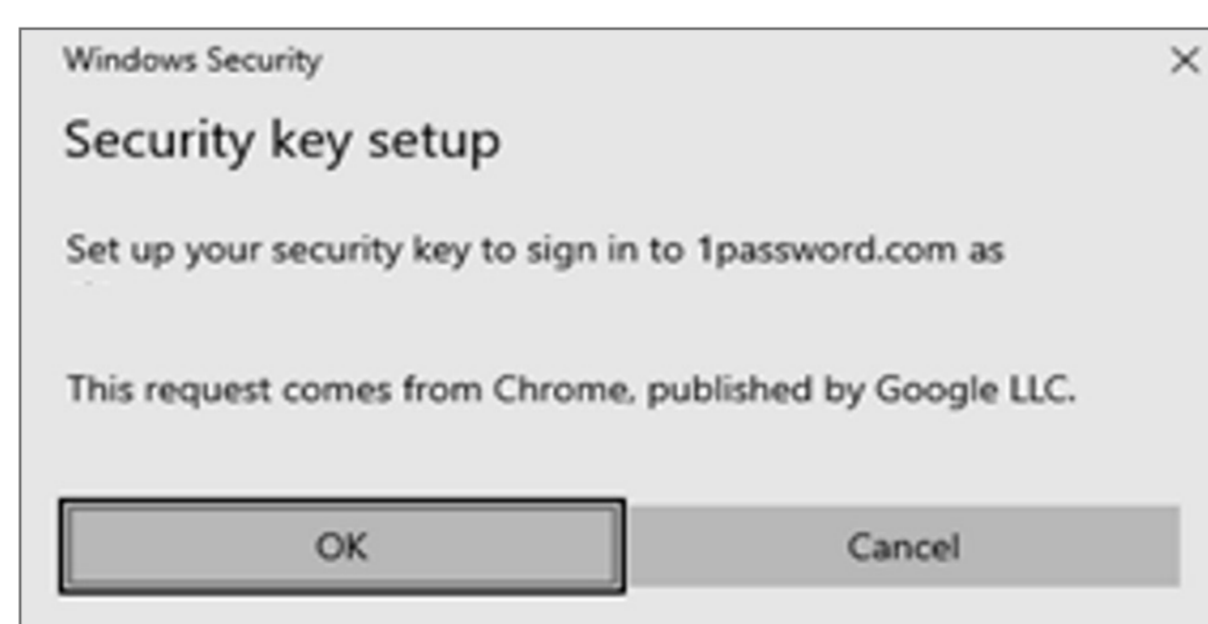 Windows Security
Security key setup
Set up your security key to sign in to 1password.com as
This request comes from Chrome, published by Google LLC.
OK
Cancel